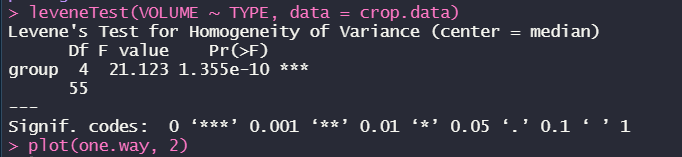 > leveneTest(VOLUME ~ TYPE, data = crop.data)
Levene's Test for Homogeneity of Variance (center = median)
      Df F value    Pr(>F)
group  4  21.123 1.355e-10 ***
      55
---
Signif. codes:  0 ‘***’ 0.001 ‘**’ 0.01 ‘*’ 0.05 ‘.’ 0.1 ‘ ’ 1
> plot(one.way, 2)